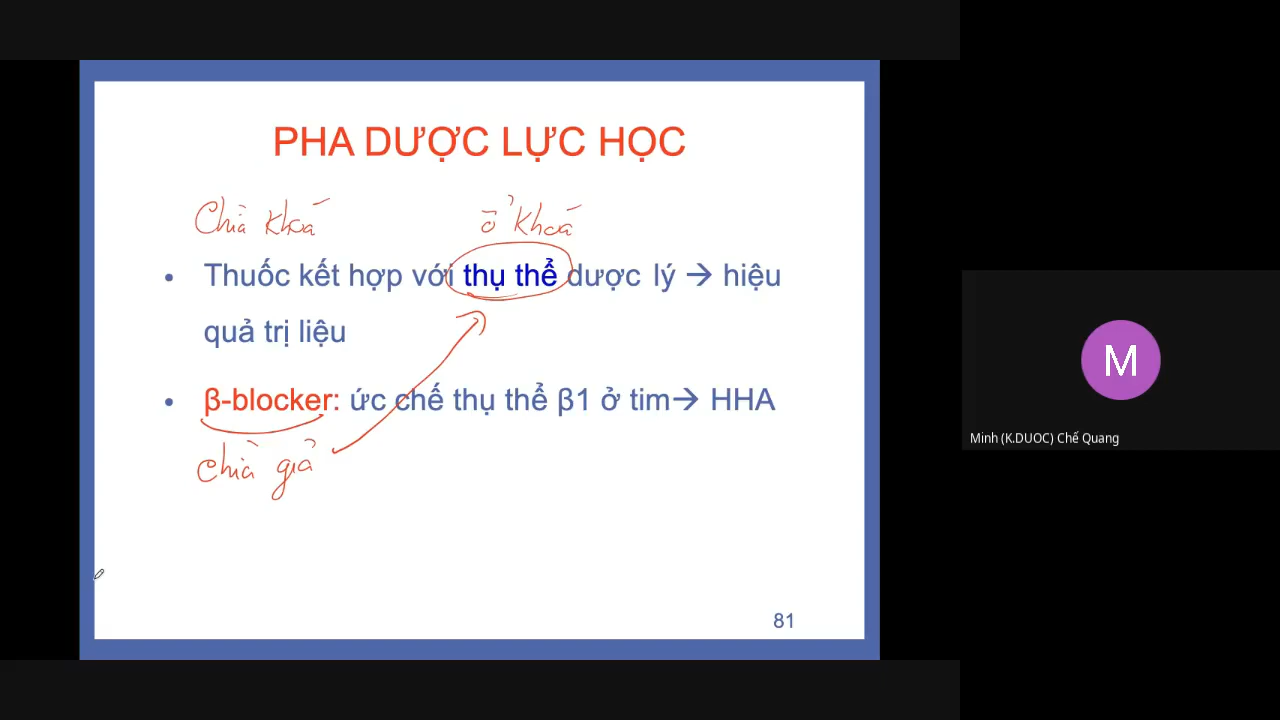 PHA DƯỢC LỰC HỌC
Chìa khoá ổ khoá
• Thuốc kết hợp với thụ thể dược lý → hiệu
quả trị liệu
• β-blocker: ức chế thụ thể β1 ở tim→ HHA
chìa giả
81
M
Minh (K.DUOC) Chế Quang